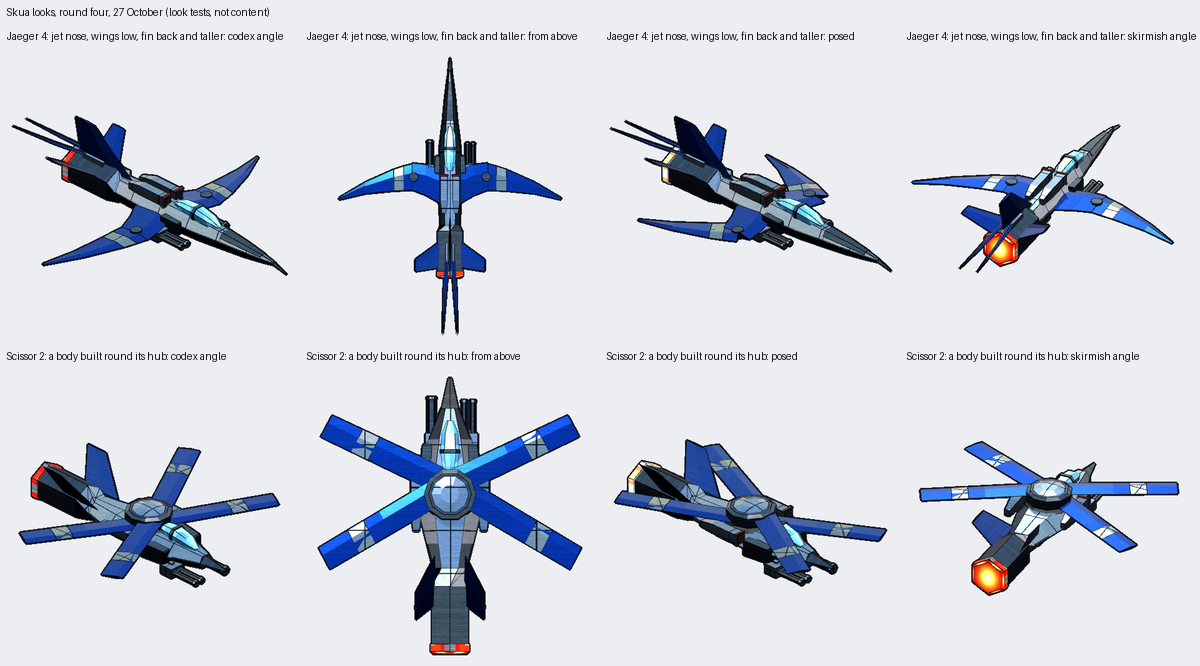 Skua looks, round four, 27 October (look tests, not content)
Jaeger 4: jet nose, wings low, fin back and taller: codex angle
Jaeger 4: jet nose, wings low, fin back and taller: from above
Jaeger 4: jet nose, wings low, fin back and taller: posed
Jaeger 4: jet nose, wings low, fin back and taller: skirmish angle
Scissor 2: a body built round its hub: codex angle
Scissor 2: a body built round its hub: from above
Scissor 2: a body built round its hub: posed
Scissor 2: a body built round its hub: skirmish angle